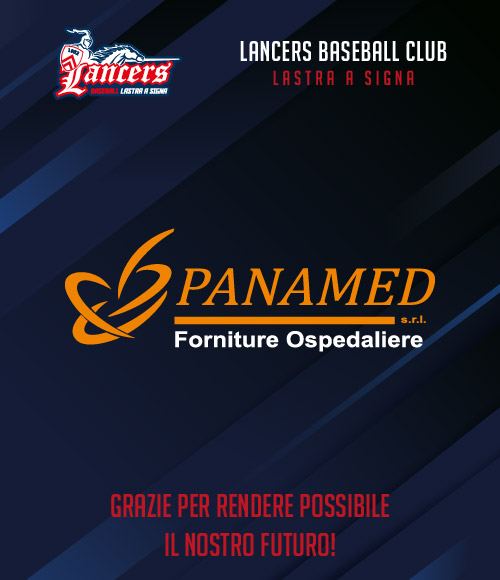 Lancers
BASEBALL LASTRA A SIGNA
LANCERS BASEBALL CLUB
LASTRA A SIGNA
PANAMED
s.r.l.
Forniture Ospedaliere
GRAZIE PER RENDERE POSSIBILE
IL NOSTRO FUTURO!